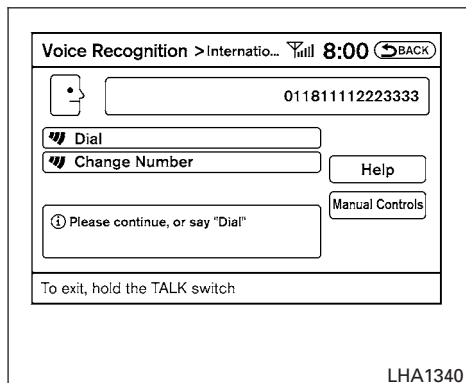 Voice Recognition > Internatio... 8:00 BACK
011811112223333
Dial
Change Number
Help
Manual Controls
Please continue, or say "Dial"
To exit, hold the TALK switch
LHA1340